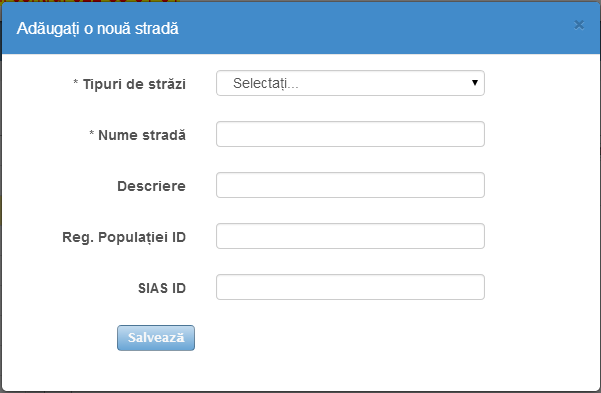 Adăugați o nouă stradă
×
* Tipuri de străzi
Selectați...
* Nume stradă
Descriere
Reg. Populației ID
SIAS ID
Salvează